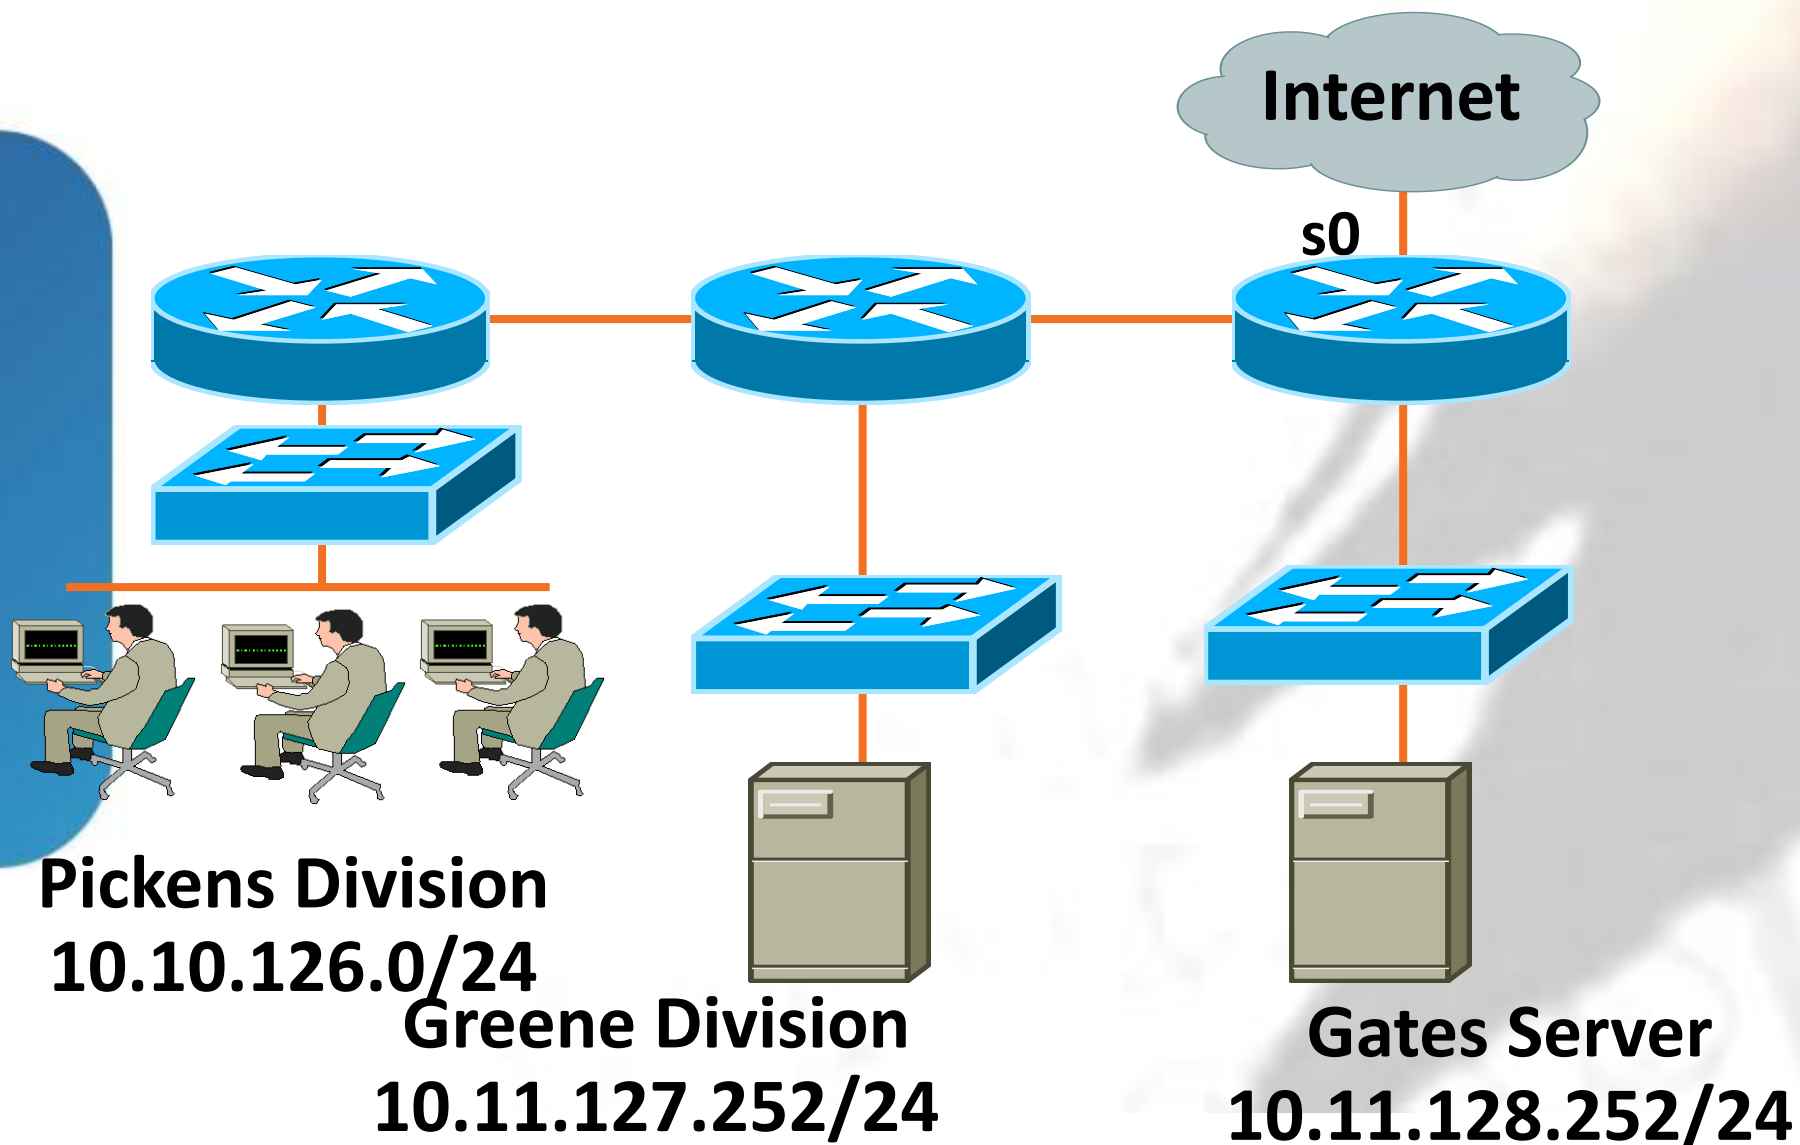 Internet
s0
Pickens Division
10.10.126.0/24
Greene Division
10.11.127.252/24
Gates Server
10.11.128.252/24